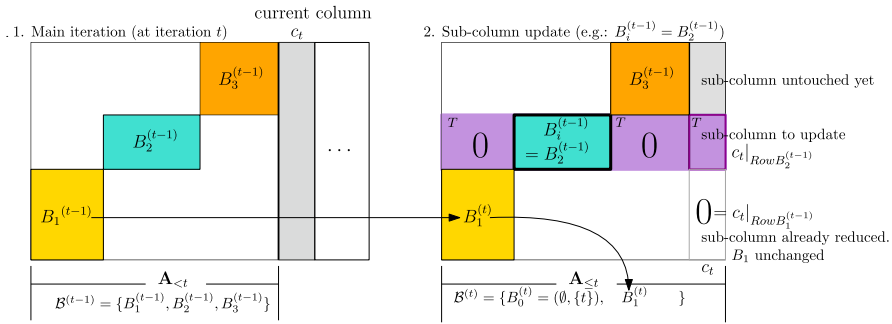 current column
. 1. Main iteration (at iteration t) c_t
B_3^{(t-1)}
B_2^{(t-1)}
...
B_1^{(t-1)}
A_{<t}
\mathcal{B}^{(t-1)} = {B_1^{(t-1)}, B_2^{(t-1)}, B_3^{(t-1)}}
2. Sub-column update (e.g.: B_i^{(t-1)} = B_2^{(t-1)})
B_3^{(t-1)} sub-column untouched yet
T B_i^{(t-1)} T T sub-column to update
0 = B_2^{(t-1)} 0 c_t|_{RowB_2^{(t-1)}}
B_1^{(t)} 0 = c_t|_{RowB_1^{(t-1)}}
sub-column already reduced.
B_1 unchanged
c_t
A_{≤t}
\mathcal{B}^{(t)} = {B_0^{(t)} = (∅, {t}), B_1^{(t)} }